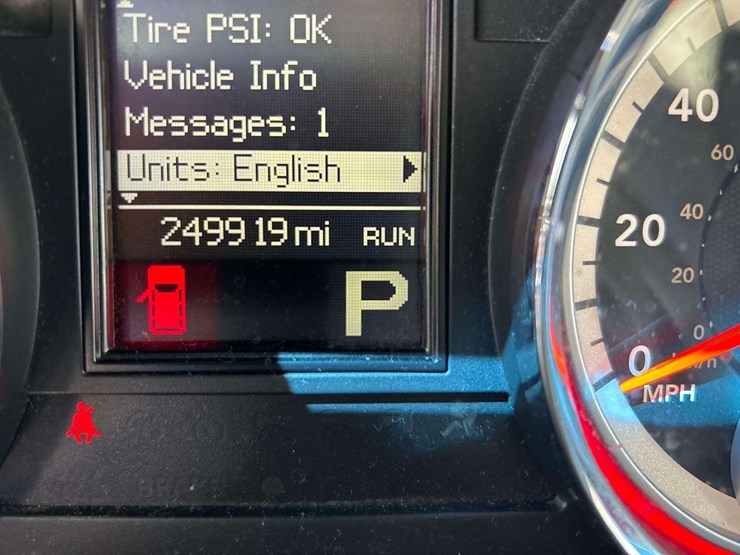 Tire PSI: OK
Vehicle Info
Messages: 1
Units: English
249919 mi RUN
P
40
60
20
40
20
0
0
MPH